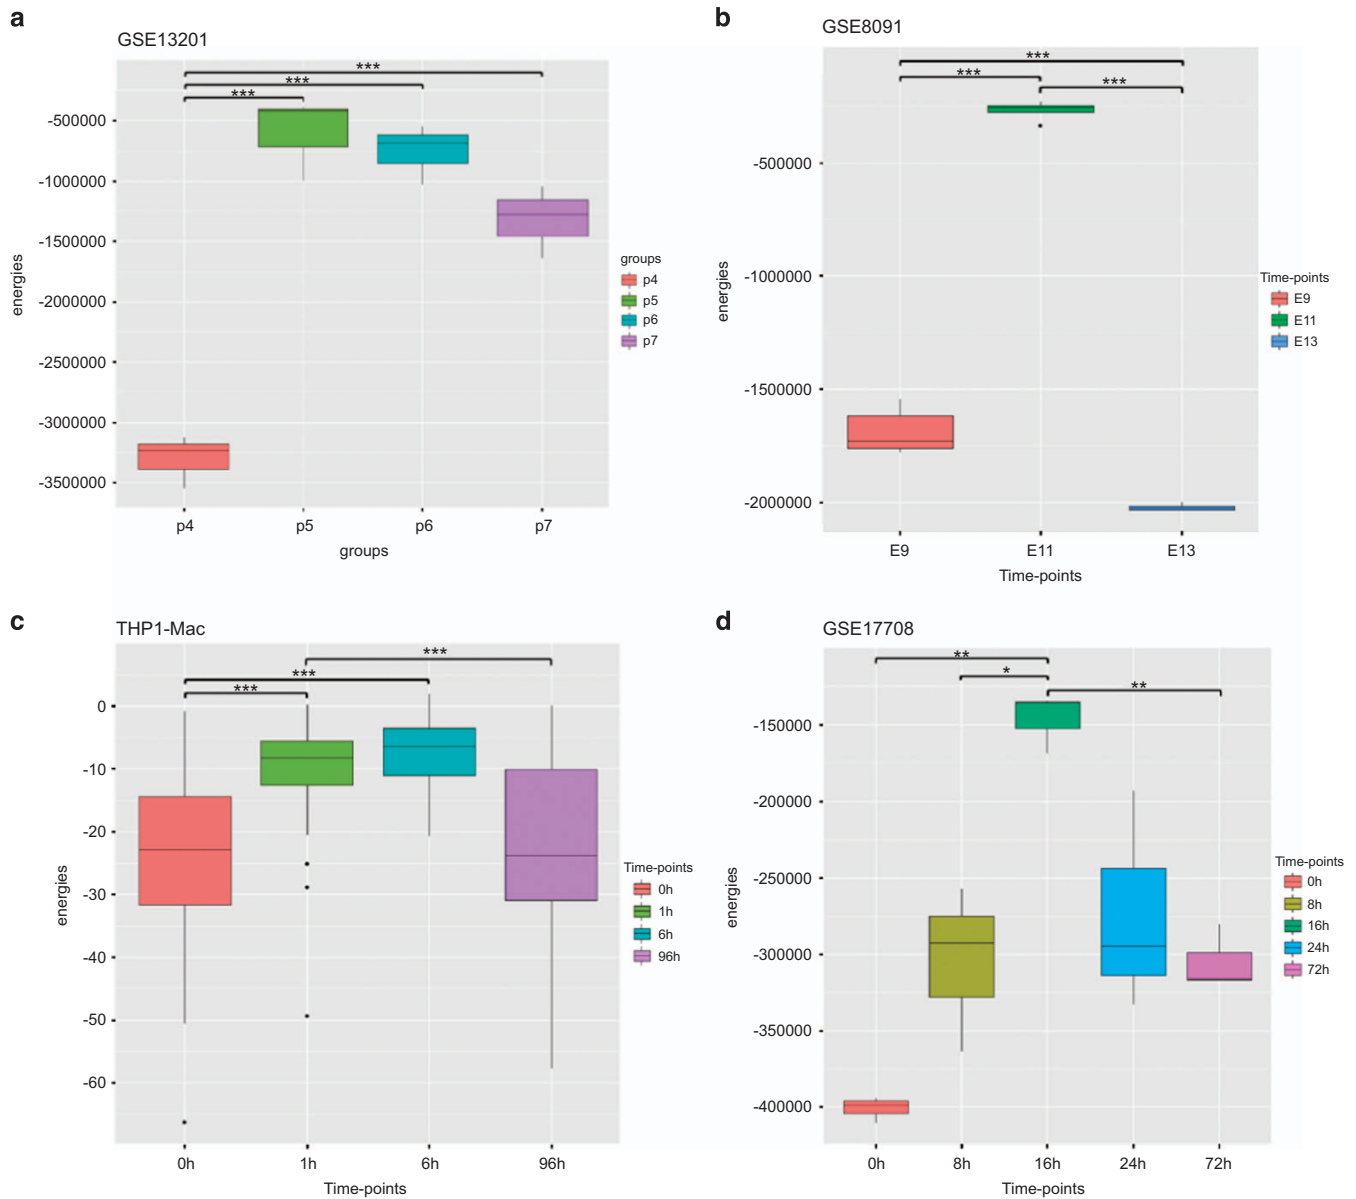 a
GSE13201
***
***
***
-500000
-1000000
-1500000
-2000000
-2500000
-3000000
-3500000
energies
p4 p5 p6 p7
groups
groups
p4
p5
p6
p7
b
GSE8091
***
***
***
-500000
-1000000
-1500000
-2000000
energies
E9 E11 E13
Time-points
Time-points
E9
E11
E13
c
THP1-Mac
***
***
***
0
-10
-20
-30
-40
-50
-60
energies
0h 1h 6h 96h
Time-points
Time-points
0h
1h
6h
96h
d
GSE17708
**
*
**
-150000
-200000
-250000
-300000
-350000
-400000
energies
0h 8h 16h 24h 72h
Time-points
Time-points
0h
8h
16h
24h
72h